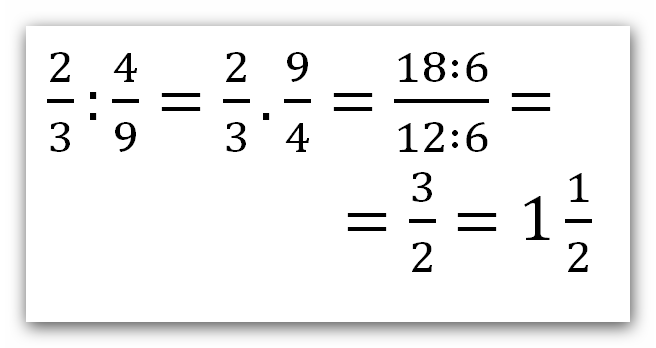 2/3 : 4/9 = 2/3 . 9/4 = 18:6/12:6 =
= 3/2 = 1 1/2